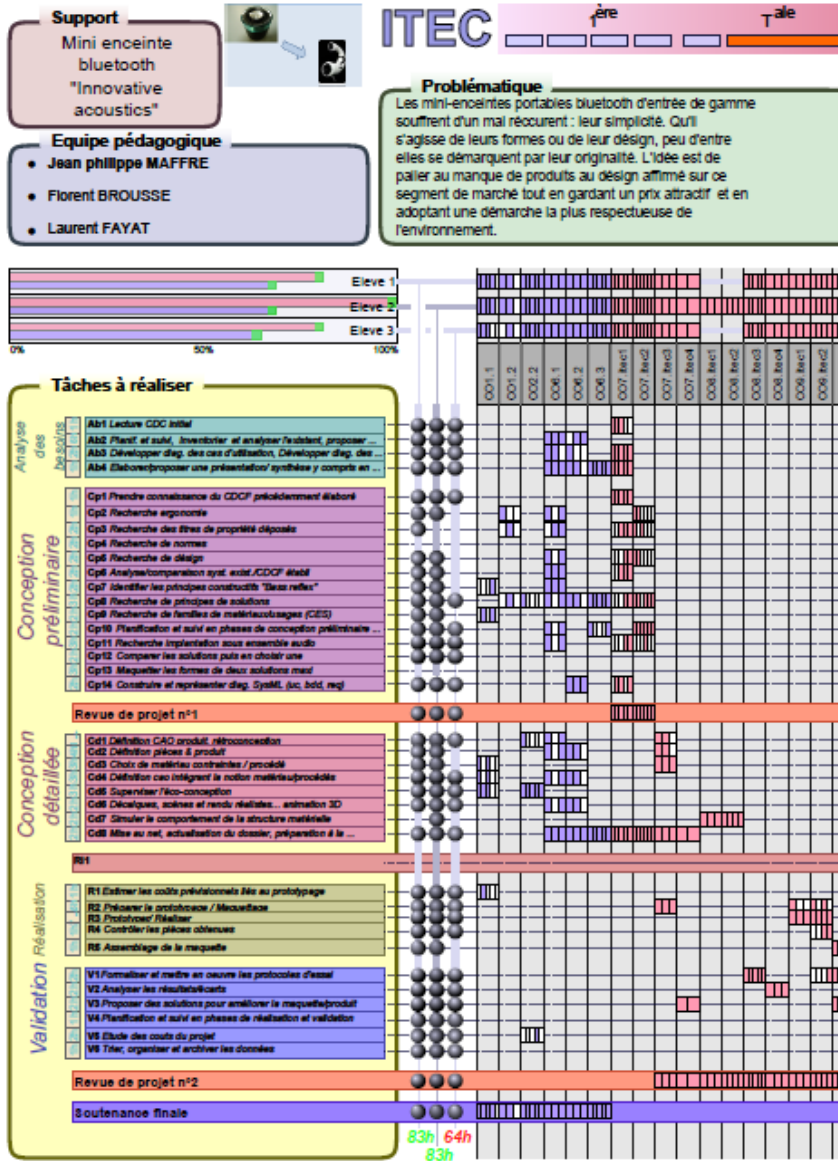 Support
Mini enceinte
bluetooth
"Innovative
acoustics"
ITEC
1ère
Tale
Equipe pédagogique
Jean philippe MAFFRE
Florent BROUSSE
Laurent FAYAT
Problématique
Les mini-enceintes portables bluetooth d'entrée de gamme
souffrent d'un mal réccurent : leur simplicité. Qu'il
s'agisse de leurs formes ou de leur désign, peu d'entre
elles se démarquent par leur originalité. L'idée est de
palier au manque de produits au désign affirmé sur ce
segment de marché tout en gardant un prix attractif et en
adoptant une démarche la plus respectueuse de
l'environnement.
Eleve 1
Eleve 2
Eleve 3
0% 50% 100%
CO1.1 CO1.2 CO2.2 CO6.1 CO6.2 CO6.3 CO7.itec1 CO7.itec2 CO7.itec3 CO7.itec4 CO8.itec1 CO8.itec2 CO8.itec3 CO8.itec4 CO9.itec1 CO9.itec2
Tâches à réaliser
Analyse des besoins
Ab1 Lecture CDC initial
Ab2 Planif. et suivi, inventorier et analyser l'existant, proposer ...
Ab3 Développer diag. des cas d'utilisation, Développer diag. des ...
Ab4 Elaborer/proposer une présentation/ synthèse y compris en ...
Conception préliminaire
Cp1 Prendre connaissance du CDCF précédemment élaboré
Cp2 Recherche ergonomie
Cp3 Recherche des titres de propriété déposés
Cp4 Recherche de normes
Cp5 Recherche de désign
Cp6 Analyse/comparaison syst. exist./CDCF établi
Cp7 Identifier les principes constructifs "Bass reflex"
Cp8 Recherche de principes de solutions
Cp9 Recherche de familles de matériaux/usages (CES)
Cp10 Planification et suivi en phases de conception préliminaire ...
Cp11 Recherche implantation sous ensemble audio
Cp12 Comparer les solutions puis en choisir une
Cp13 Maquetter les formes de deux solutions maxi
Cp14 Construire et représenter diag. SysML (uc, bdd, req)
Revue de projet n°1
Conception détaillée
Cd1 Définition CAO produit, rétroconception
Cd2 Définition pièces & produit
Cd3 Choix de matériau contraintes / procédé
Cd4 Définition cao intégrant la notion matériau/procédés
Cd5 Superviser l'éco-conception
Cd6 Décalques, scènes et rendu réalistes... animation 3D
Cd7 Simuler le comportement de la structure matérielle
Cd8 Mise au net, actualisation du dossier, préparation à la ...
RI1
Réalisation
R1 Estimer les coûts prévisionnels liés au prototypage
R2 Préparer le prototypage / Maquettage
R3 Prototyper/ Réaliser
R4 Contrôler les pièces obtenues
R5 Assemblage de la maquette
Validation
V1 Formaliser et mettre en oeuvre les protocoles d'essai
V2 Analyser les résultats/écarts
V3 Proposer des solutions pour améliorer le maquette/produit
V4 Planification et suivi en phases de réalisation et validation
V5 Etude des couts du projet
V6 Trier, organiser et archiver les données
Revue de projet n°2
Soutenance finale
83h 64h
83h